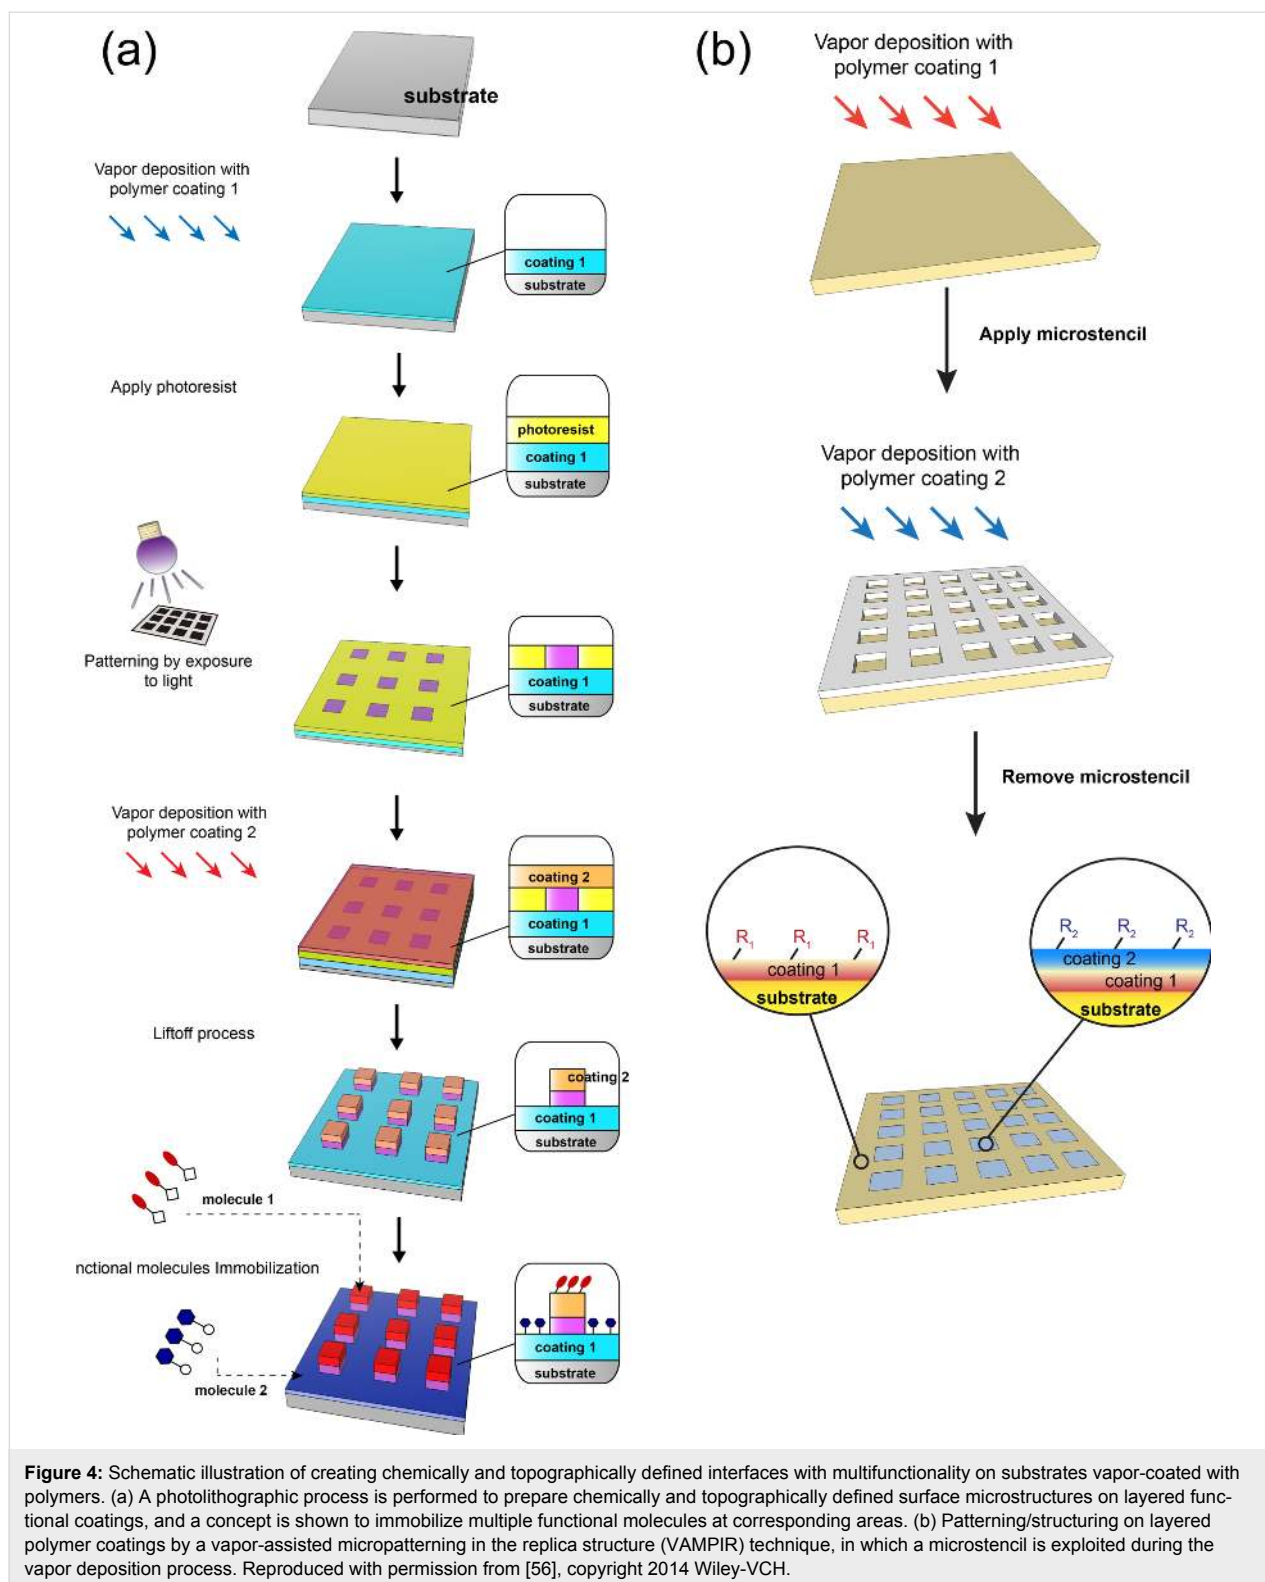 (a)
substrate
Vapor deposition with
polymer coating 1
coating 1
substrate
Apply photoresist
photoresist
coating 1
substrate
Patterning by exposure
to light
coating 1
substrate
Vapor deposition with
polymer coating 2
coating 2
coating 1
substrate
Liftoff process
coating 2
coating 1
substrate
molecule 1
nctional molecules Immobilization
molecule 2
coating 1
substrate
(b)
Vapor deposition with
polymer coating 1
Apply microstencil
Vapor deposition with
polymer coating 2
Remove microstencil
R1 R1 R1
coating 1
substrate
R2 R2 R2
coating 2
coating 1
substrate
Figure 4: Schematic illustration of creating chemically and topographically defined interfaces with multifunctionality on substrates vapor-coated with
polymers. (a) A photolithographic process is performed to prepare chemically and topographically defined surface microstructures on layered func-
tional coatings, and a concept is shown to immobilize multiple functional molecules at corresponding areas. (b) Patterning/structuring on layered
polymer coatings by a vapor-assisted micropatterning in the replica structure (VAMPIR) technique, in which a microstencil is exploited during the
vapor deposition process. Reproduced with permission from [56], copyright 2014 Wiley-VCH.